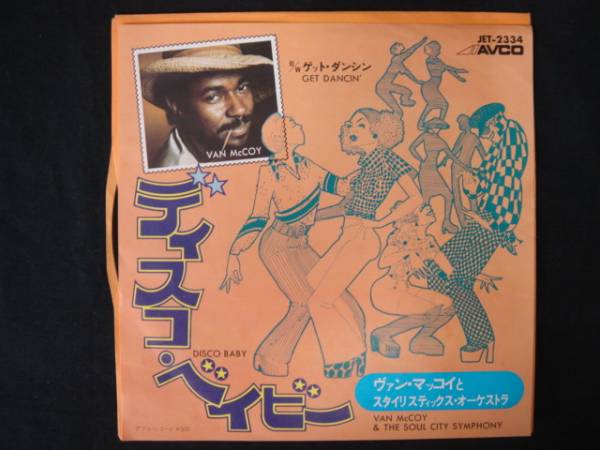 JET-2334
AVCO
B/W ゲット・ダンシン
GET DANCIN'
VAN McCOY
ディスコ・ベイビー
DISCO BABY
ヴァン・マッコイと
スタイリスティックス・オーケストラ
VAN McCOY
& THE SOUL CITY SYMPHONY